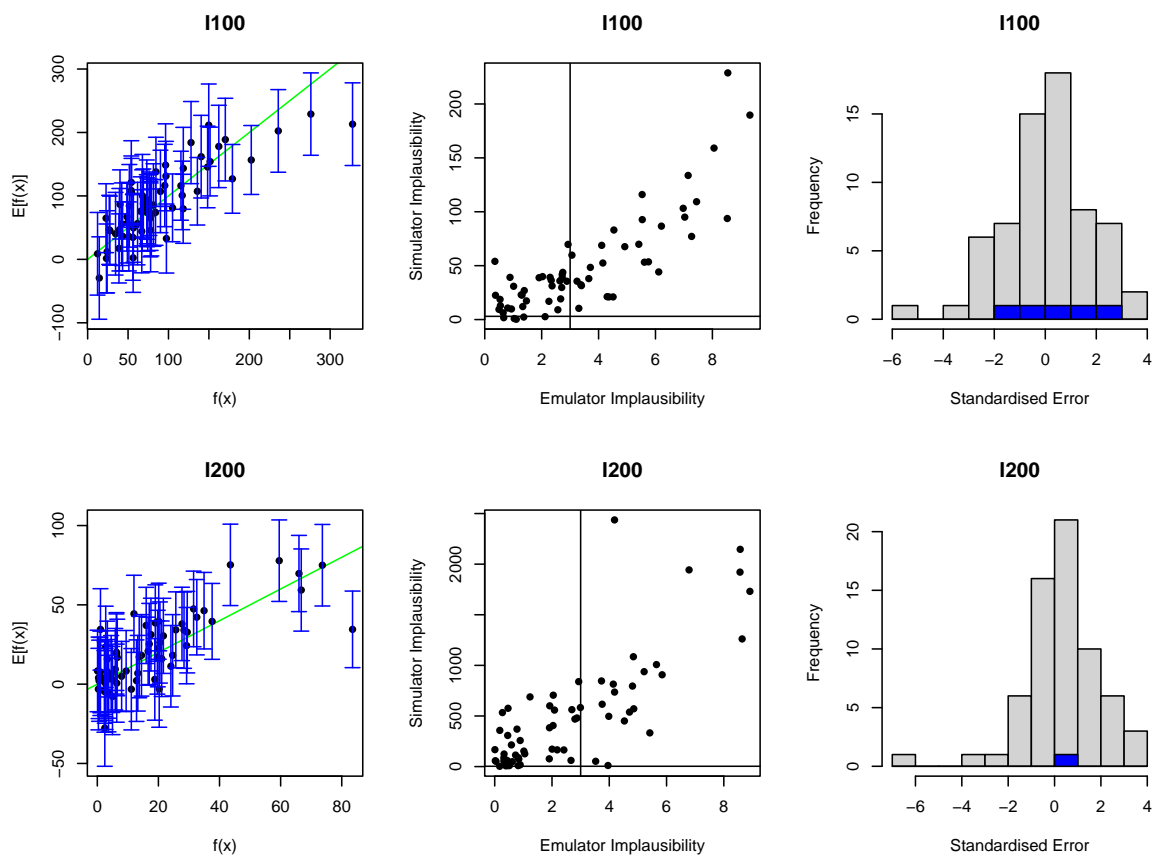 I100
E[f(x)]
300
200
100
0
−100
0 50 100 200 300
f(x)
I100
Simulator Implausibility
200
150
100
50
0
0 2 4 6 8
Emulator Implausibility
I100
Frequency
15
10
5
0
−6 −4 −2 0 2 4
Standardised Error
I200
E[f(x)]
100
50
0
−50
0 20 40 60 80
f(x)
I200
Simulator Implausibility
2000
1000
500
0
0 2 4 6 8
Emulator Implausibility
I200
Frequency
20
15
10
5
0
−6 −4 −2 0 2 4
Standardised Error